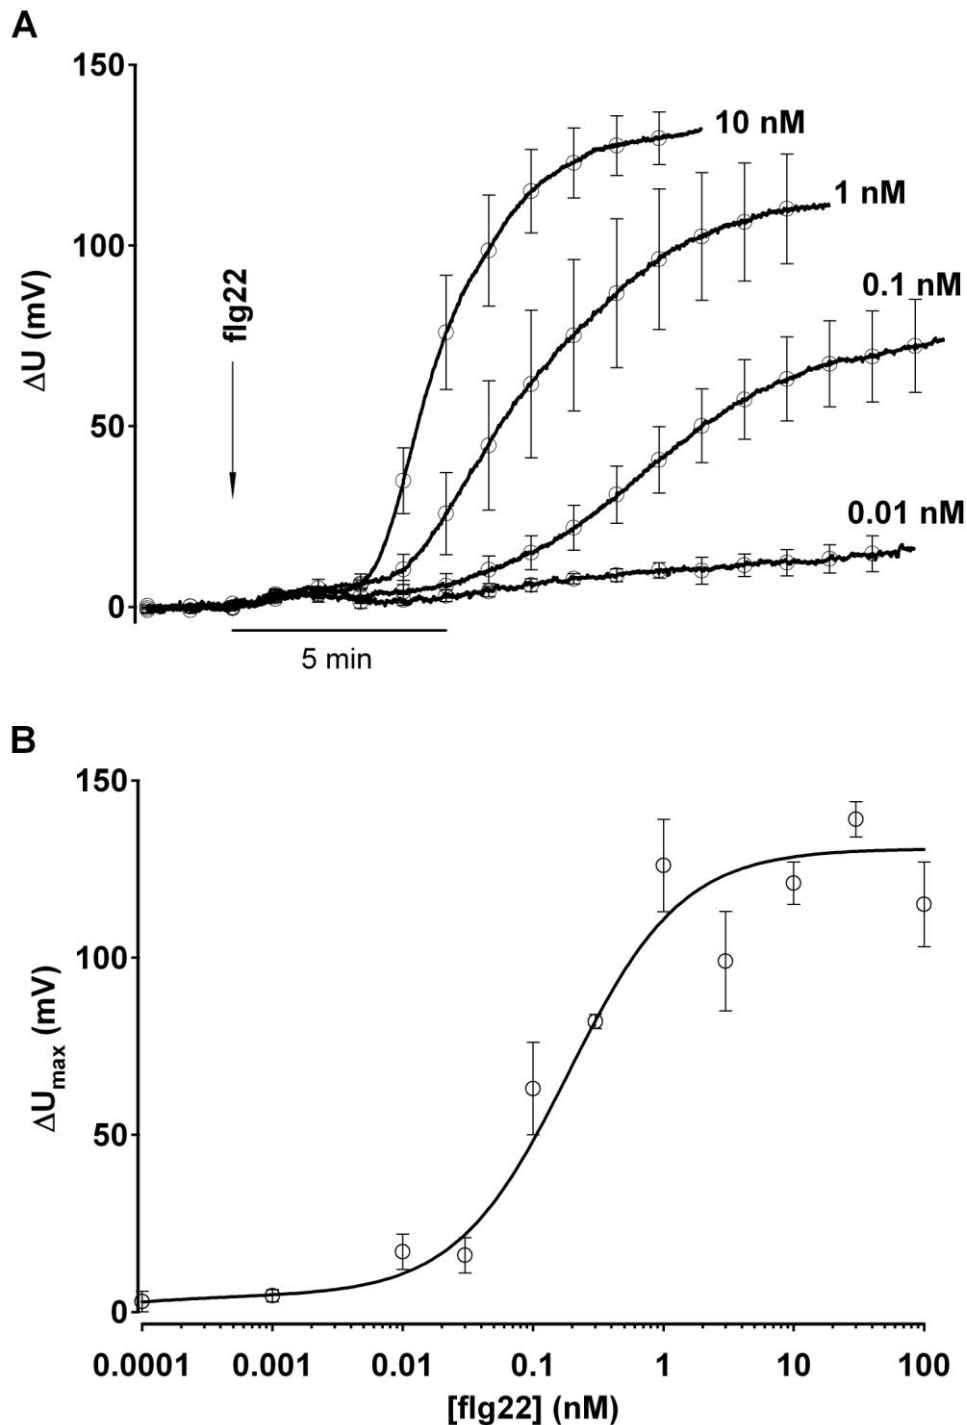 A
150
100
50
0
ΔU (mV)
flg22
10 nM
1 nM
0.1 nM
0.01 nM
5 min
B
150
100
50
0
ΔUmax (mV)
0.0001 0.001 0.01 0.1 1 10 100
[flg22] (nM)